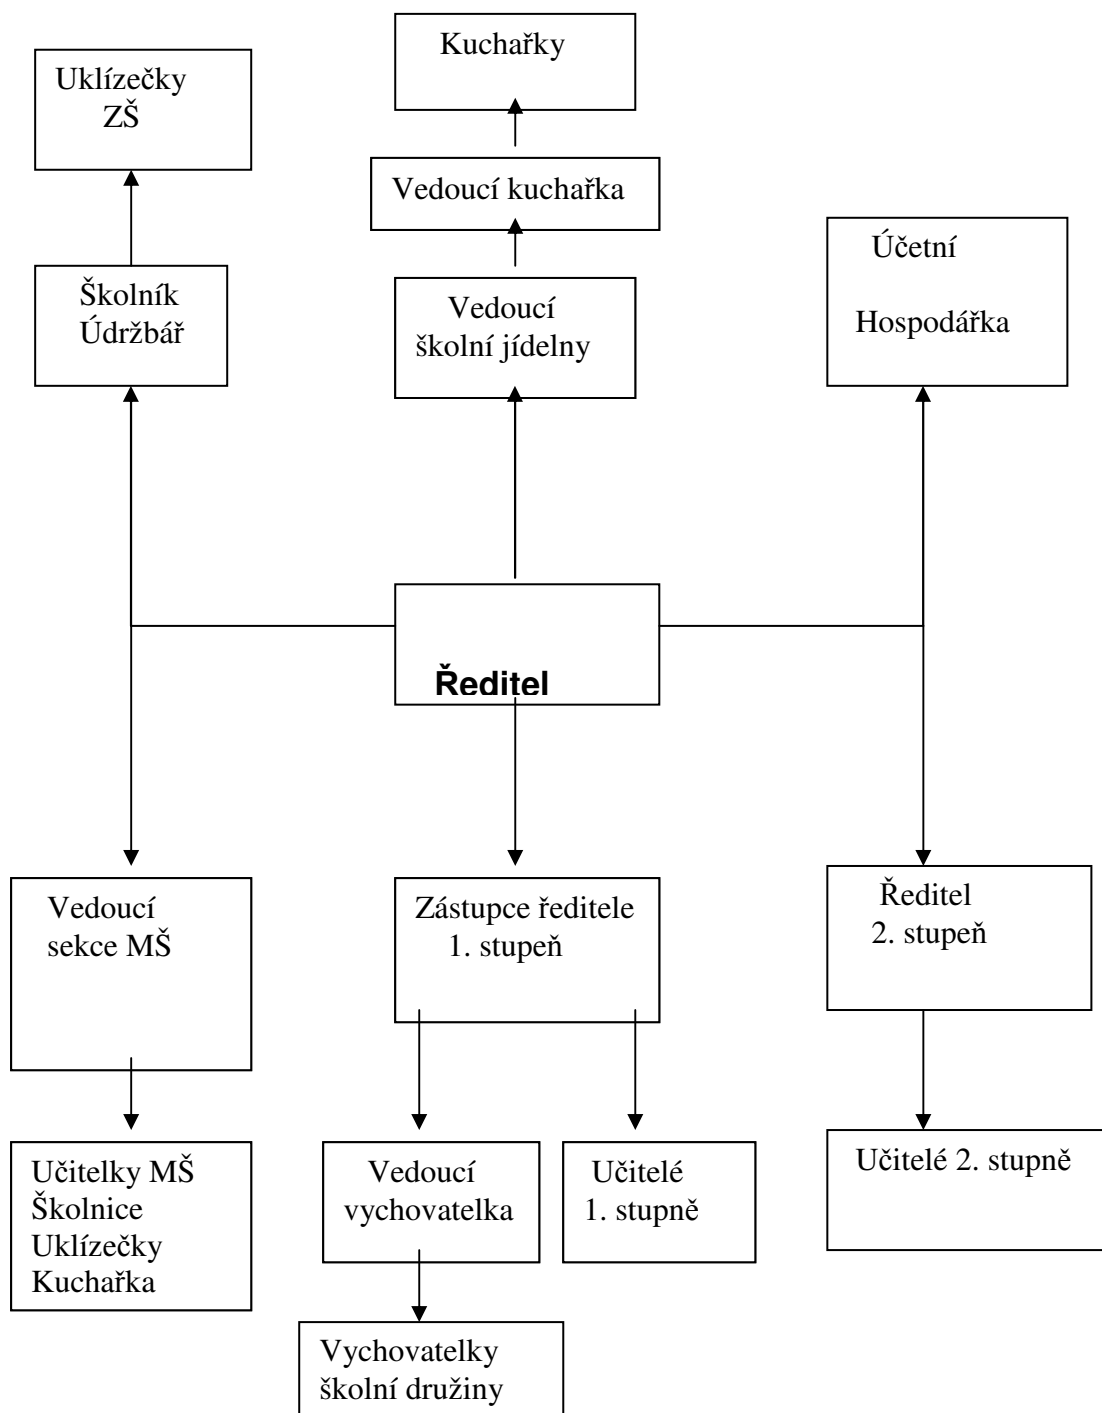 Kuchařky
Uklízečky
ZŠ
Vedoucí kuchařka
Účetní
Hospodářka
Školník
Údržbář
Vedoucí
školní jídelny
Ředitel
Vedoucí
sekce MŠ
Zástupce ředitele
1. stupeň
Ředitel
2. stupeň
Učitelky MŠ
Školnice
Uklízečky
Kuchařka
Vedoucí
vychovatelka
Učitelé
1. stupně
Učitelé 2. stupně
Vychovatelky
školní družiny